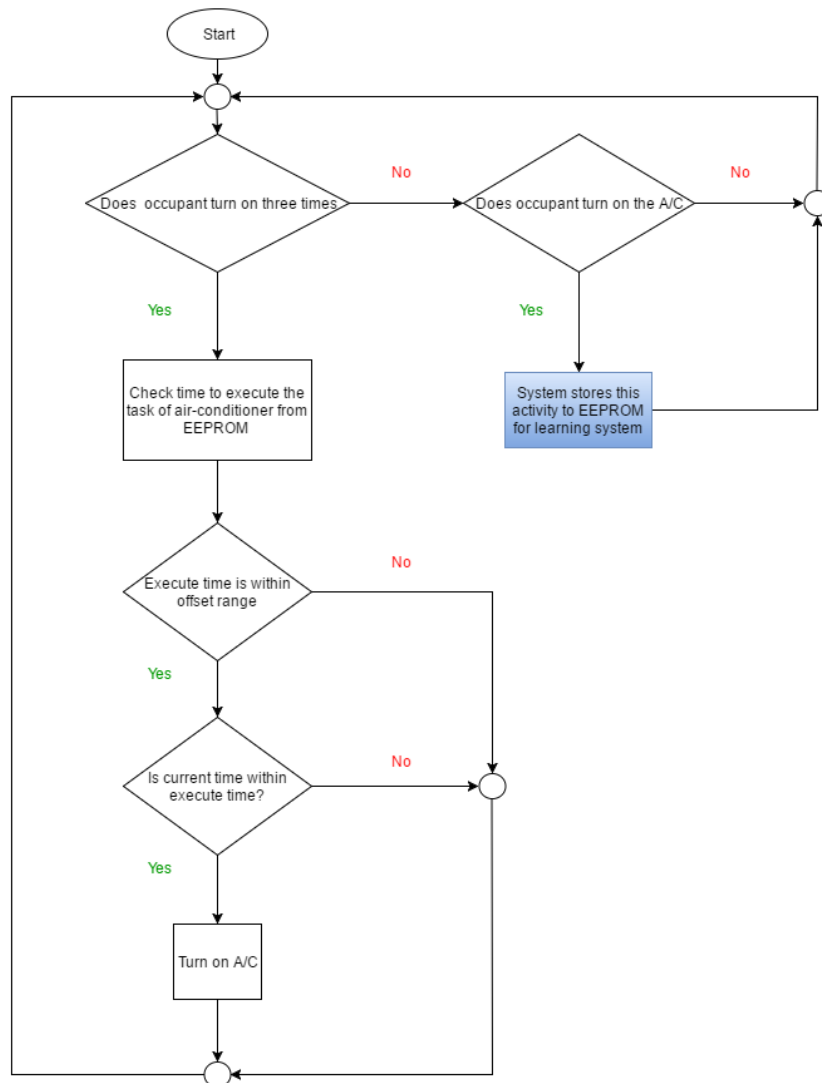 Start
Does occupant turn on three times
No
Does occupant turn on the A/C
No
Yes
Yes
Check time to execute the
task of air-conditioner from
EEPROM
System stores this
activity to EEPROM
for learning system
Execute time is within
offset range
No
Yes
Is current time within
execute time?
No
Yes
Turn on A/C